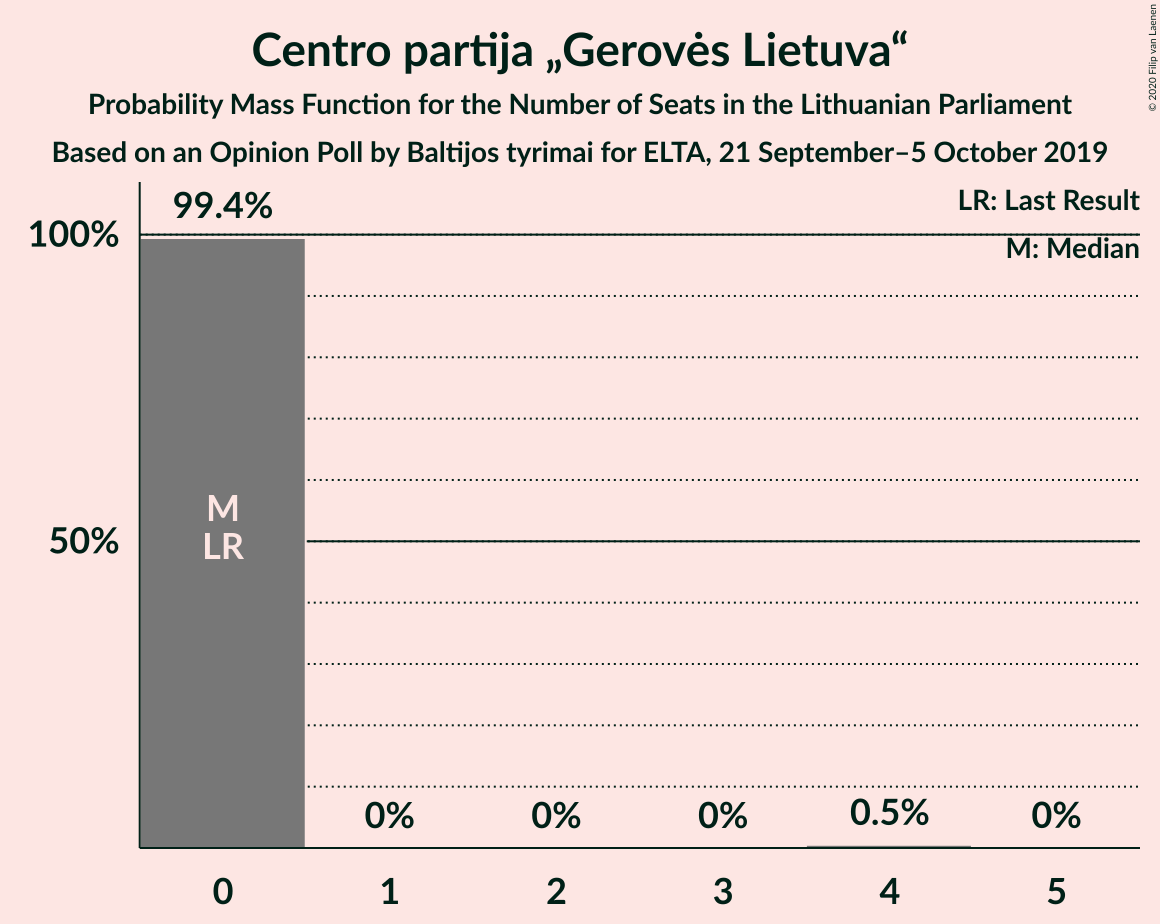 Centro partija „Gerovės Lietuva“
Probability Mass Function for the Number of Seats in the Lithuanian Parliament
Based on an Opinion Poll by Baltijos tyrimai for ELTA, 21 September–5 October 2019
© 2020 Filip van Laenen
LR: Last Result
M: Median
99.4%
100%
50%
M
LR
0%
0%
0%
0.5%
0%
0
1
2
3
4
5